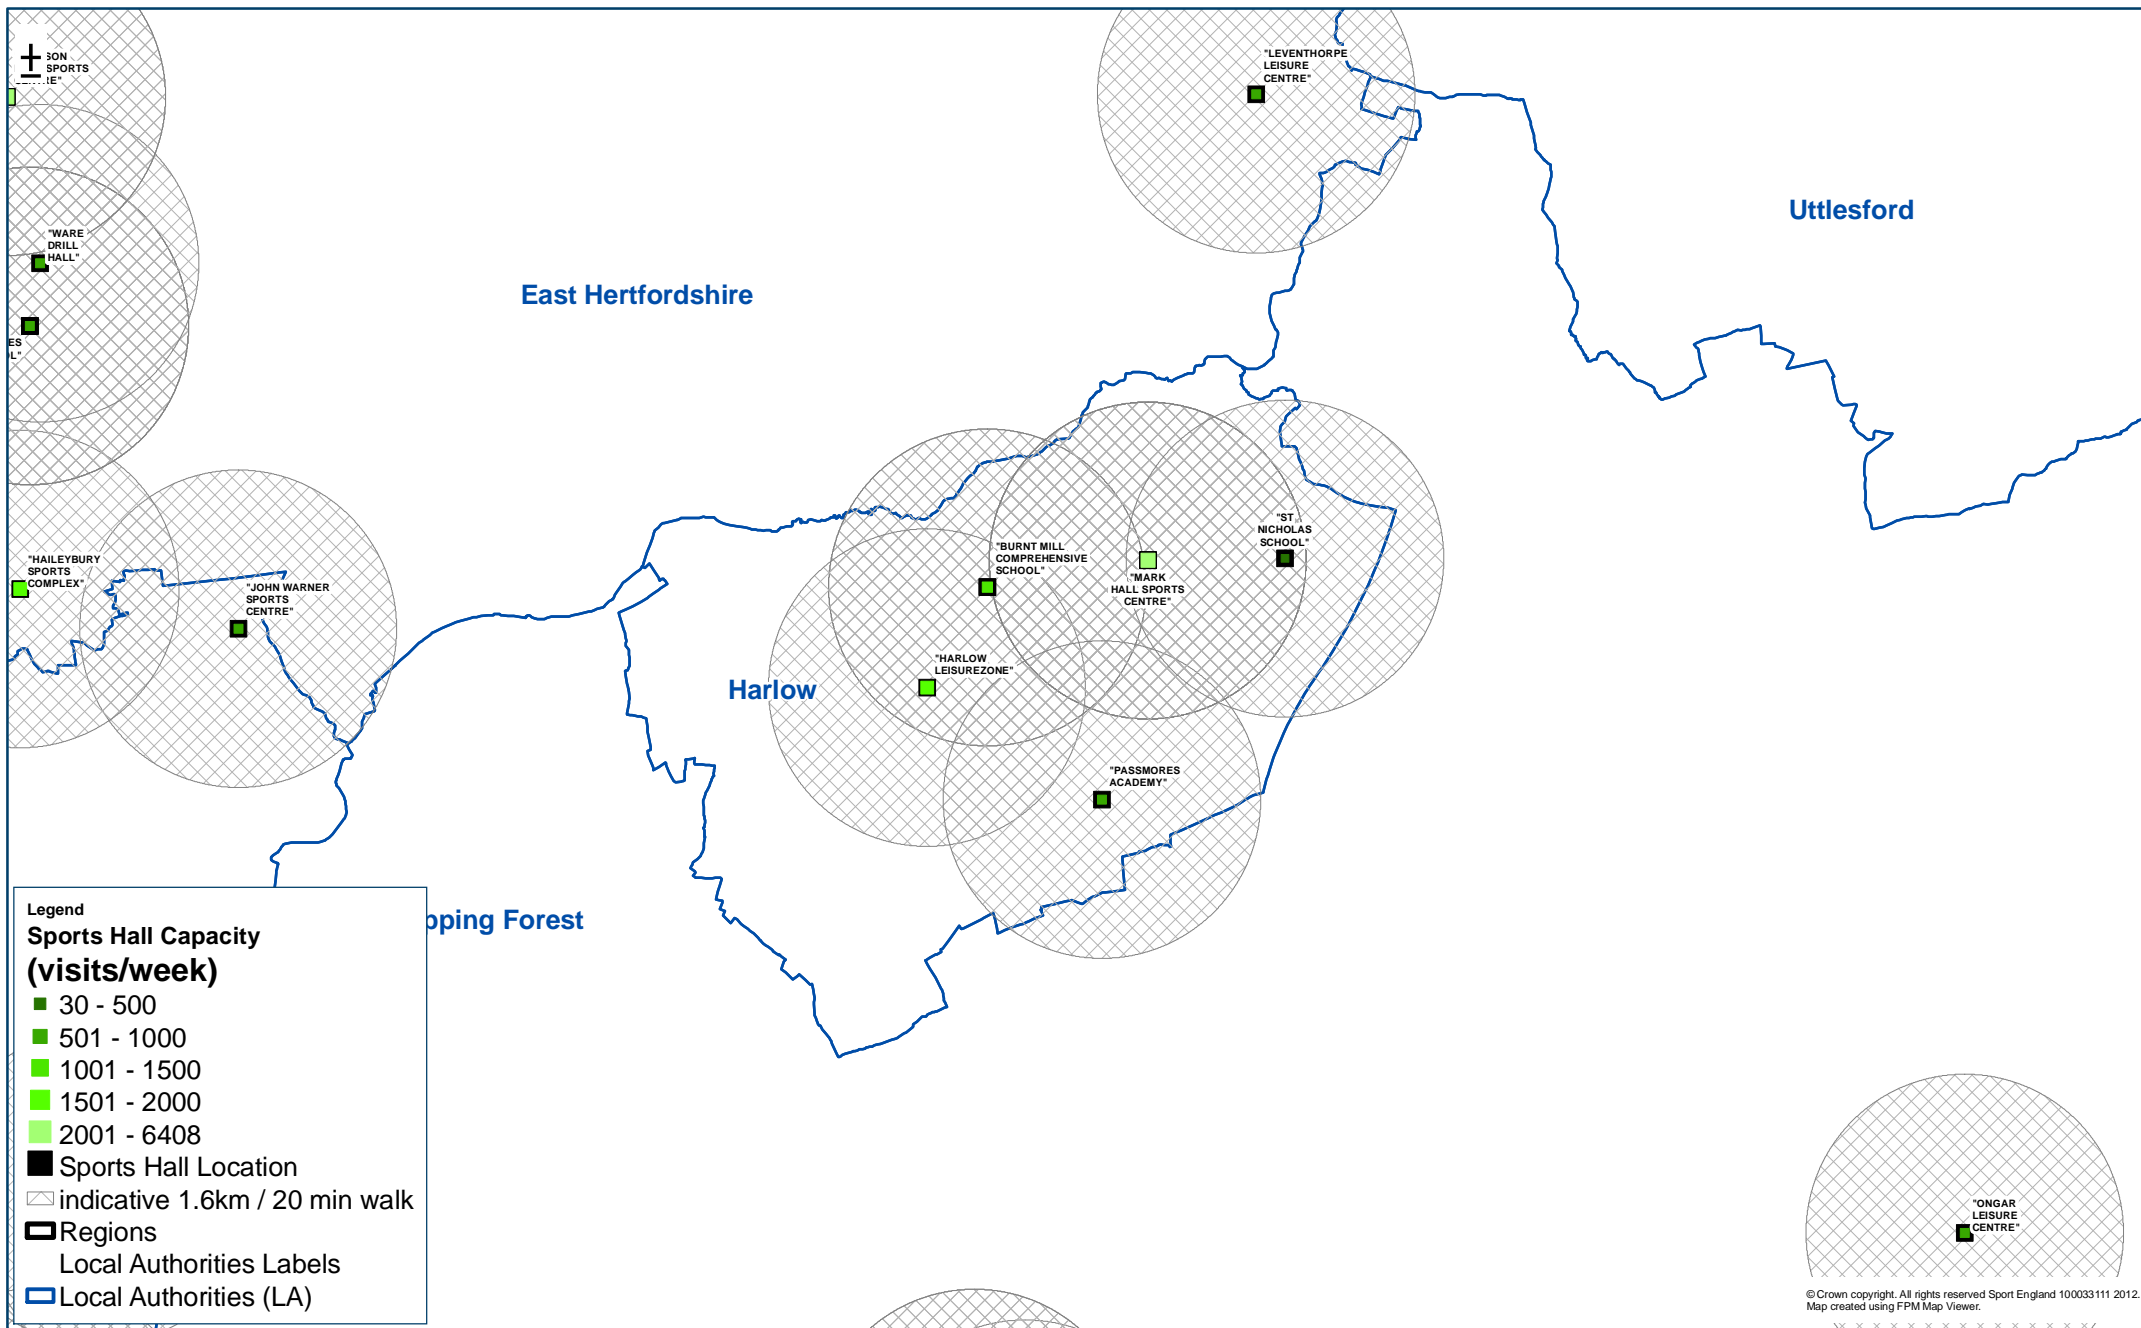 SON
SPORTS
"LEVENTHORPE
LEISURE
CENTRE"
Uttlesford
"WARE
DRILL
HALL"
East Hertfordshire
ES
OL"
"HAILEYBURY
SPORTS
COMPLEX"
"JOHN WARNER
SPORTS
CENTRE"
"BURNT MILL
COMPREHENSIVE
SCHOOL"
"MARK
HALL SPORTS
CENTRE"
"ST
NICHOLAS
SCHOOL"
"HARLOW
LEISUREZONE"
Harlow
"PASSMORES
ACADEMY"
pping Forest
Legend
Sports Hall Capacity
(visits/week)
30 - 500
501 - 1000
1001 - 1500
1501 - 2000
2001 - 6408
Sports Hall Location
indicative 1.6km / 20 min walk
Regions
Local Authorities Labels
Local Authorities (LA)
"ONGAR
LEISURE
CENTRE"
© Crown copyright. All rights reserved Sport England 100033111 2012.
Map created using FPM Map Viewer.